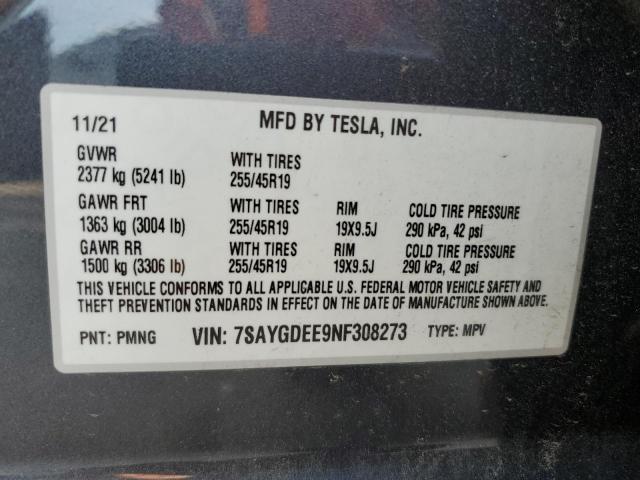 11/21 MFD BY TESLA, INC.
GVWR WITH TIRES
2377 kg (5241 lb) 255/45R19
GAWR FRT WITH TIRES RIM COLD TIRE PRESSURE
1363 kg (3004 lb) 255/45R19 19X9.5J 290 kPa, 42 psi
GAWR RR WITH TIRES RIM COLD TIRE PRESSURE
1500 kg (3306 lb) 255/45R19 19X9.5J 290 kPa, 42 psi
THIS VEHICLE CONFORMS TO ALL APPLICABLE U.S. FEDERAL MOTOR VEHICLE SAFETY AND
THEFT PREVENTION STANDARDS IN EFFECT ON THE DATE OF MANUFACTURE SHOWN ABOVE.
PNT: PMNG VIN: 7SAYGDEE9NF308273 TYPE: MPV